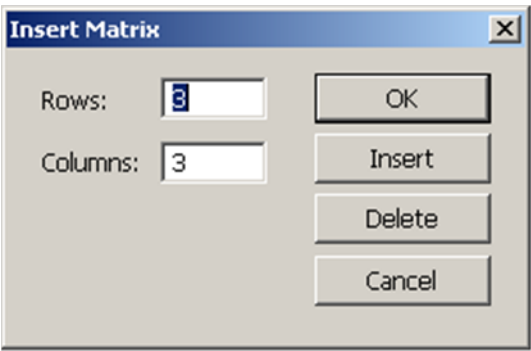 Insert Matrix
Rows: 3
OK
Columns: 3
Insert
Delete
Cancel